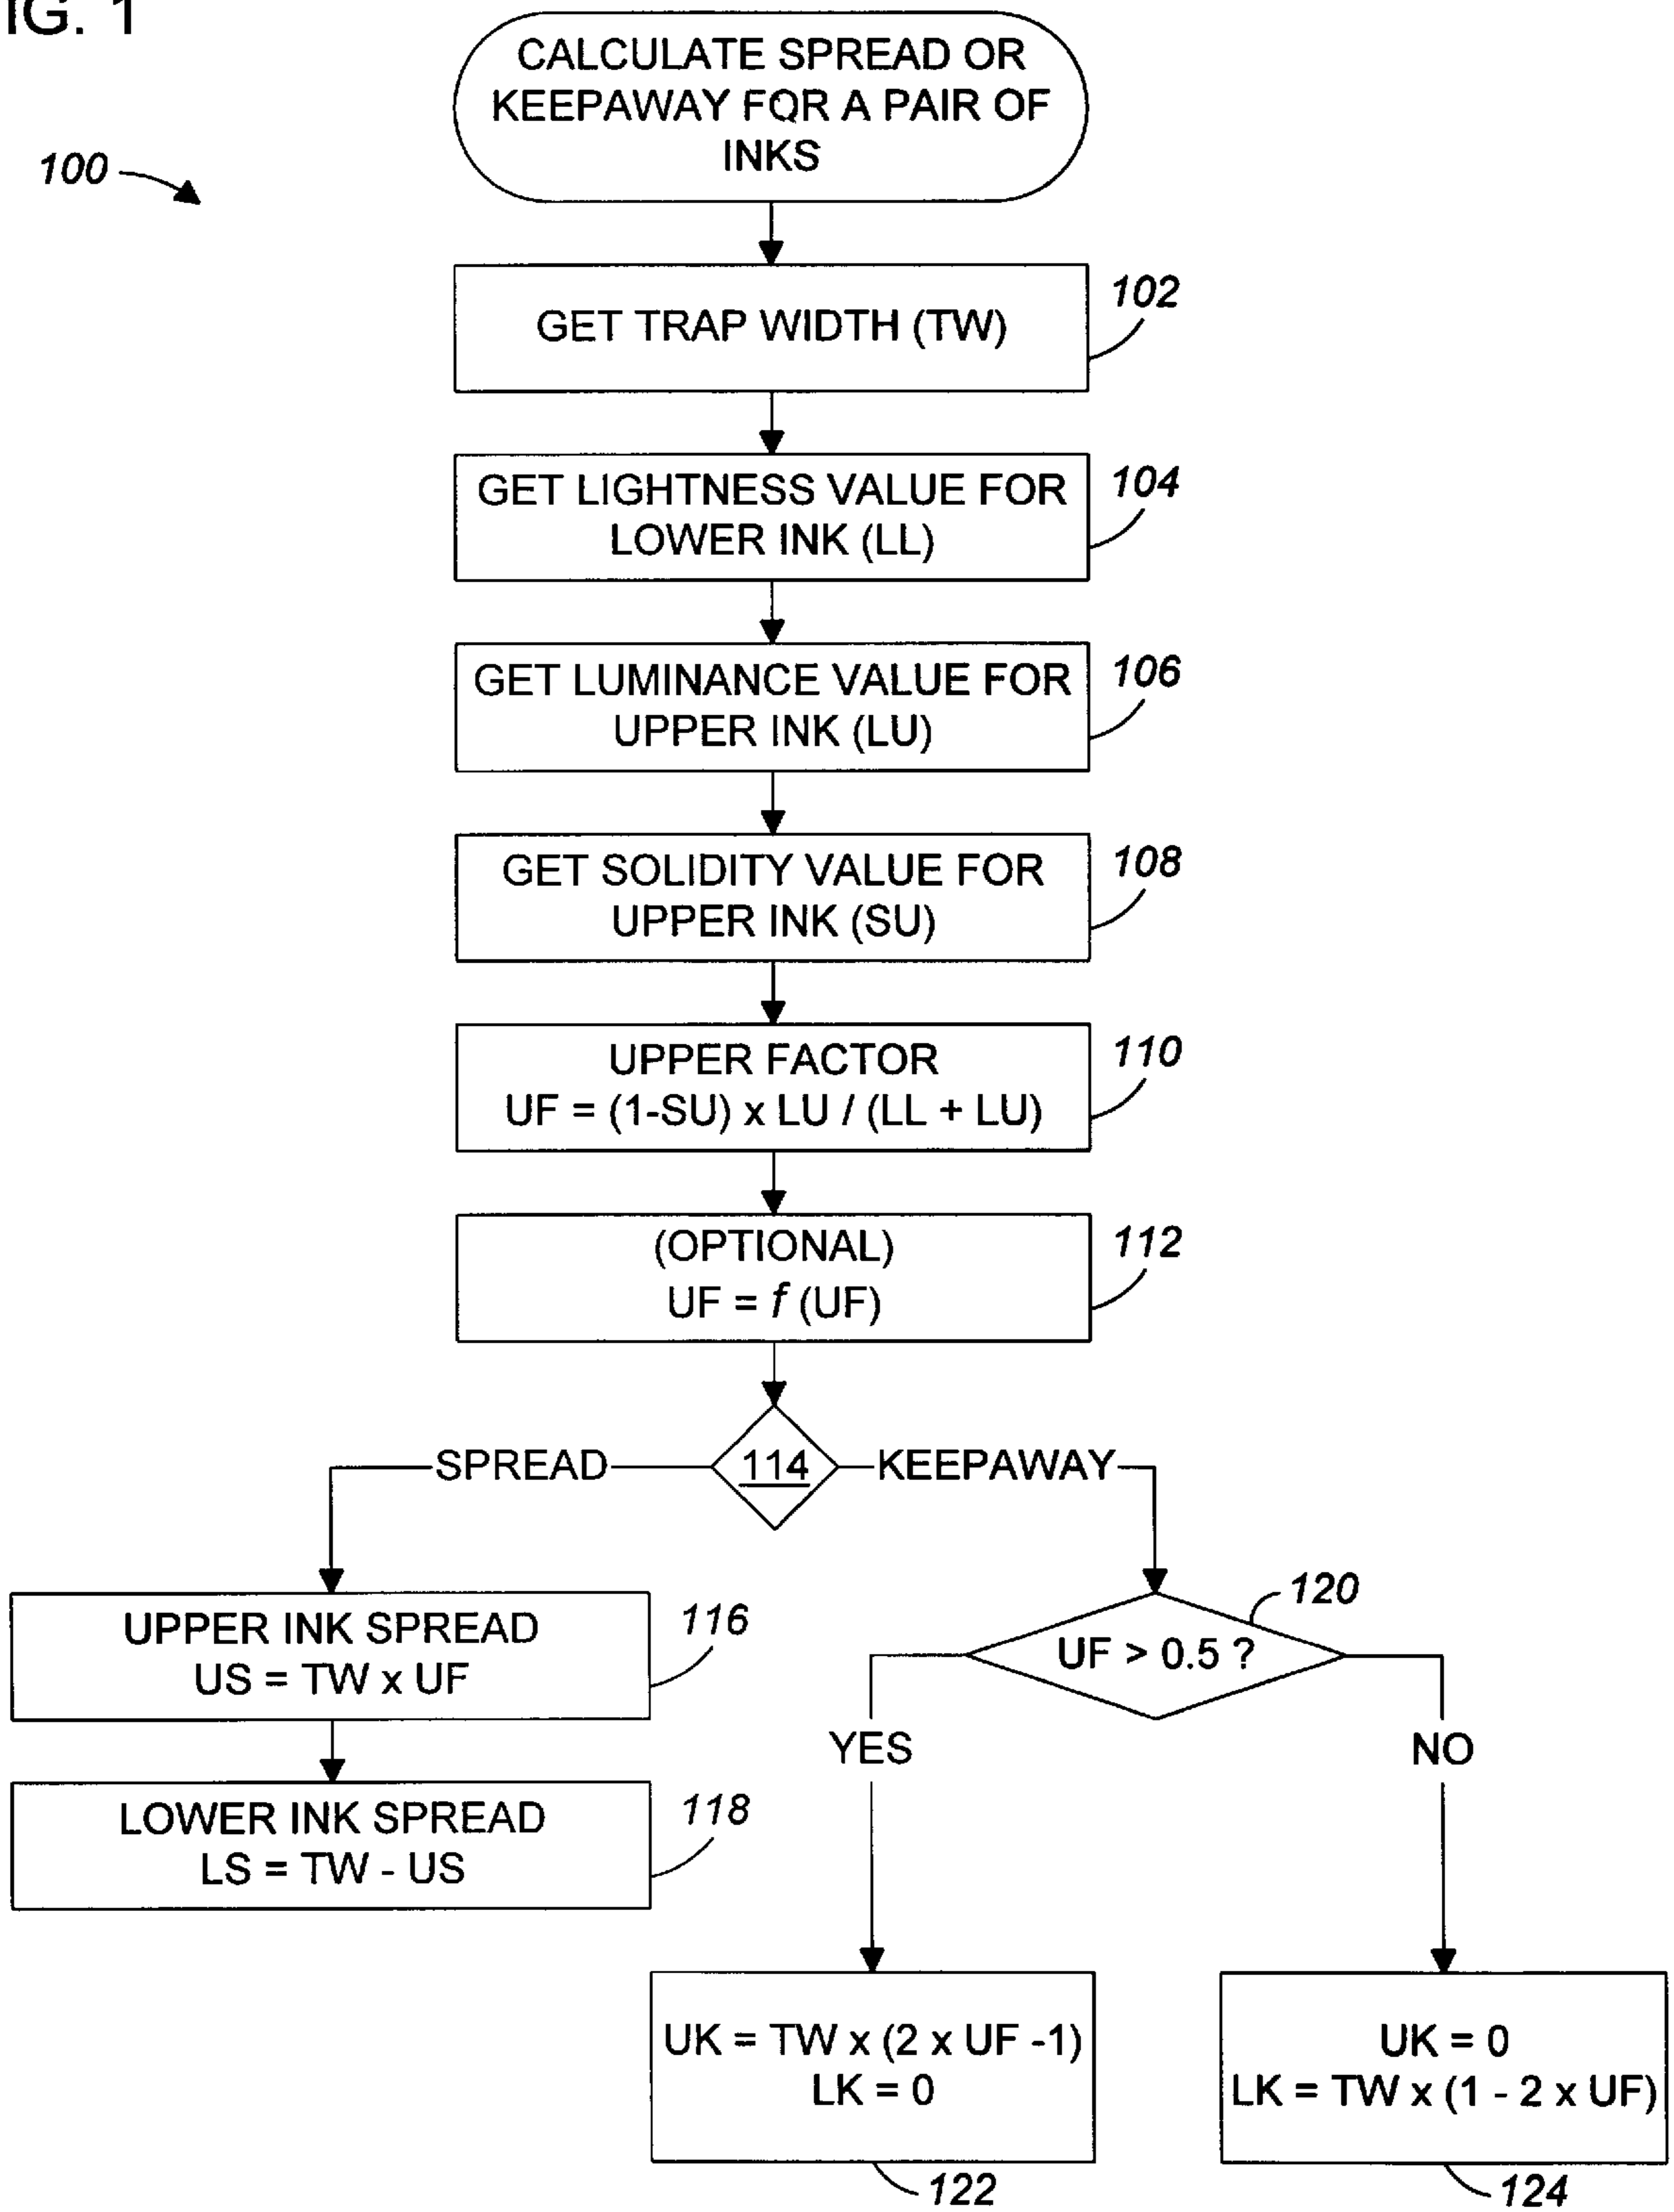 IG. 1
CALCULATE SPREAD OR
KEEPAWAY FOR A PAIR OF
INKS
100
GET TRAP WIDTH (TW)
102
GET LIGHTNESS VALUE FOR
LOWER INK (LL)
104
GET LUMINANCE VALUE FOR
UPPER INK (LU)
106
GET SOLIDITY VALUE FOR
UPPER INK (SU)
108
UPPER FACTOR
UF = (1-SU) x LU / (LL + LU)
110
(OPTIONAL)
UF = f (UF)
112
SPREAD
114
KEEPAWAY
UPPER INK SPREAD
US = TW x UF
116
LOWER INK SPREAD
LS = TW - US
118
UF > 0.5 ?
120
YES
NO
UK = TW x (2 x UF -1)
LK = 0
122
UK = 0
LK = TW x (1 - 2 x UF)
124